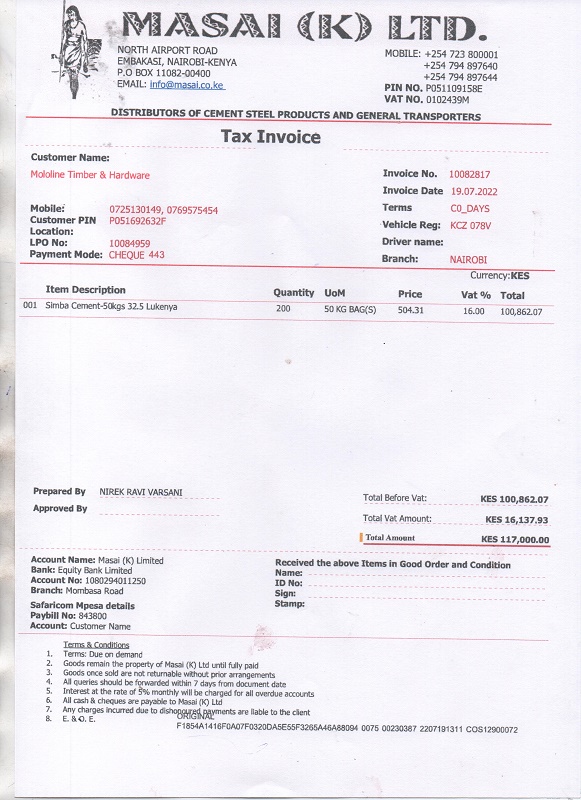 MASAI (K) LTD.
NORTH AIRPORT ROAD
EMBAKASI, NAIROBI-KENYA
P.O BOX 11082-00400
EMAIL: info@masai.co.ke
MOBILE: +254 723 800001
+254 794 897640
+254 794 897644
PIN NO. P051109158E
VAT NO. 0102439M
DISTRIBUTORS OF CEMENT STEEL PRODUCTS AND GENERAL TRANSPORTERS
Tax Invoice
Customer Name:
Mololine Timber & Hardware
Mobile: 0725130149, 0769575454
Customer PIN P051692632F
Location:
LPO No: 10084959
Payment Mode: CHEQUE 443
Invoice No. 10082817
Invoice Date 19.07.2022
Terms C0_DAYS
Vehicle Reg: KCZ 078V
Driver name:
Branch: NAIROBI
Currency:KES
Item Description Quantity UoM Price Vat % Total
001 Simba Cement-50kgs 32.5 Lukenya 200 50 KG BAG(S) 504.31 16.00 100,862.07
Prepared By NIREK RAVI VARSANI
Approved By
Total Before Vat: KES 100,862.07
Total Vat Amount: KES 16,137.93
Total Amount KES 117,000.00
Account Name: Masai (K) Limited
Bank: Equity Bank Limited
Account No: 1080294011250
Branch: Mombasa Road
Safaricom Mpesa details
Paybill No: 843800
Account: Customer Name
Received the above Items in Good Order and Condition
Name:
ID No:
Sign:
Stamp:
Terms & Conditions
1. Terms: Due on demand
2. Goods remain the property of Masai (K) Ltd until fully paid
3. Goods once sold are not returnable without prior arrangements
4. All queries should be forwarded within 7 days from document date
5. Interest at the rate of 5% monthly will be charged for all overdue accounts
6. All cash & cheques are payable to Masai (K) Ltd
7. Any charges incurred due to dishonoured payments are liable to the client
8. E. & O. E.
ORIGINAL
F1854A1416F0A07F0320DA5E55F3265A46A88094 0075 00230387 2207191311 COS12900072